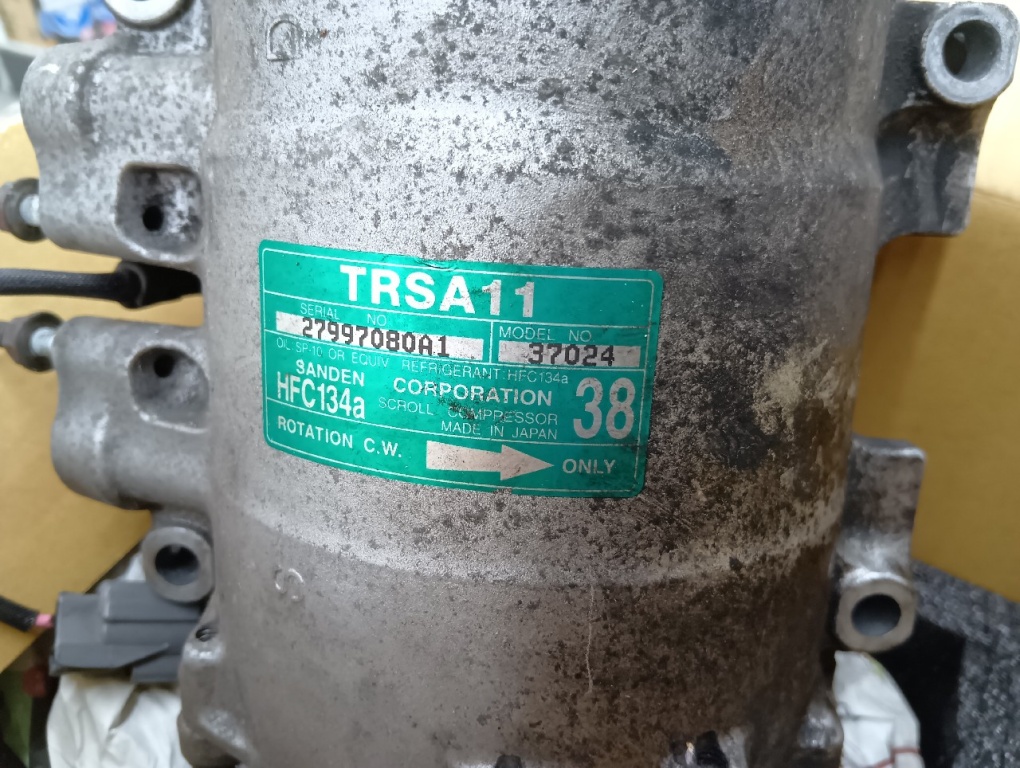 TRSA11
SERIAL NO. MODEL NO
27997080A1 37024
OIL SP-10 OR EQUIV REFRIGERANT:HFC134a
SANDEN CORPORATION
HFC134a SCROLL COMPRESSOR 38
MADE IN JAPAN
ROTATION C.W. ONLY